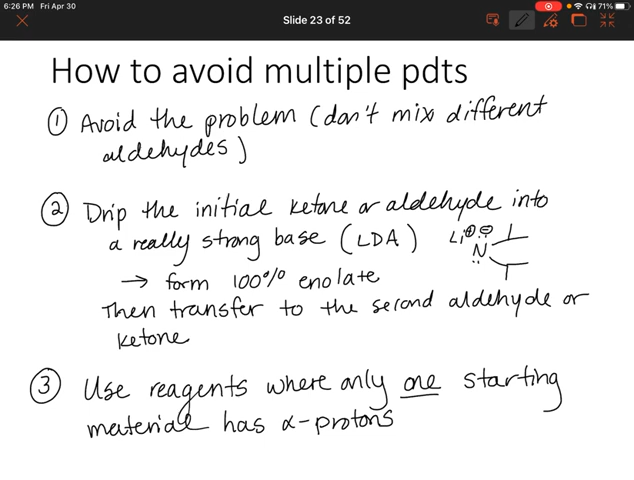 6:26 PM Fri Apr 30
Slide 23 of 52
71%
How to avoid multiple pdts
① Avoid the problem (don't mix different
aldehydes)
② Drip the initial ketone or aldehyde into
a really strong base (LDA)
Li⊕ ⊖
N
→ form 100% enolate
Then transfer to the second aldehyde or
ketone
③ Use reagents where only one starting
material has α-protons